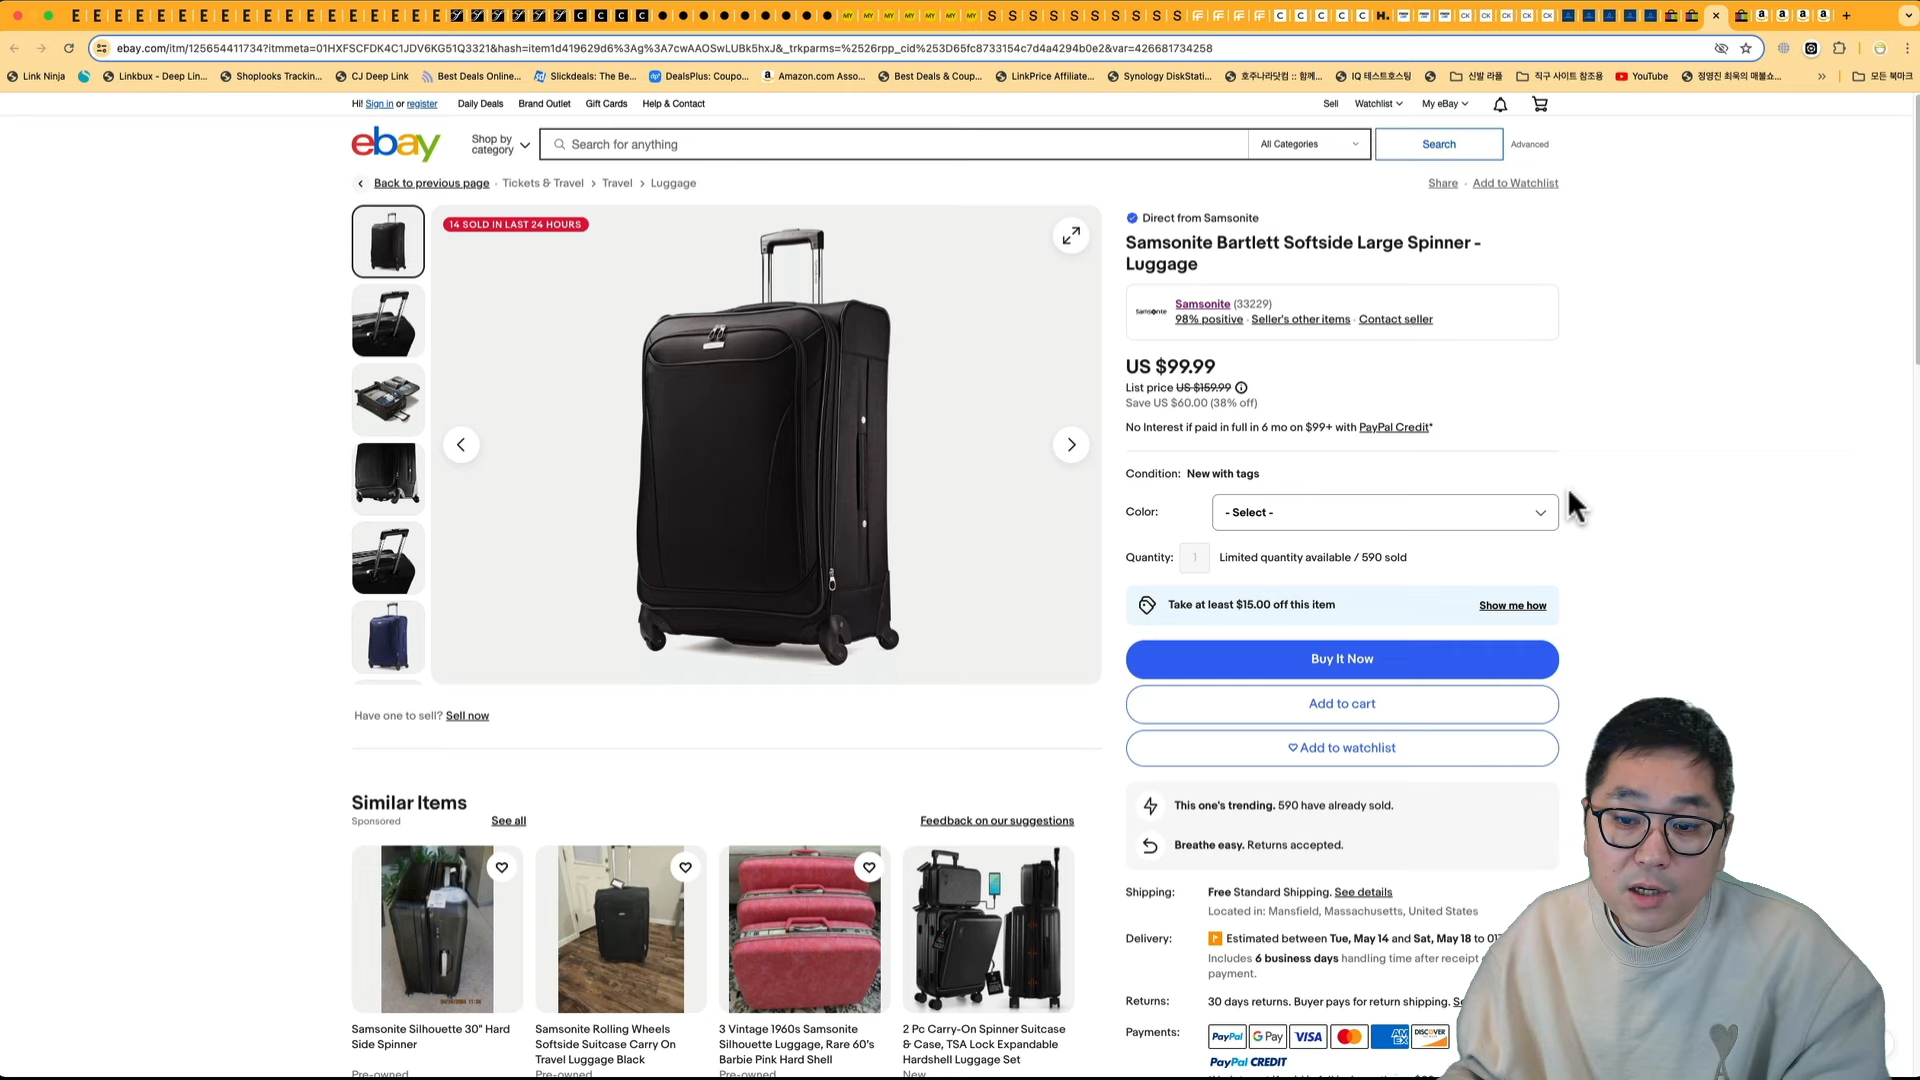 ebay.com/itm/125654411734?itmmeta=01HXFSCFDK4C1JDV6KG51Q3321&hash=item1d419629d6%3Ag%3A7cwAAOSwLUBk5hxJ&_trkparms=%2526rpp_cid%253D65fc8733154c7d4a4294b0e2&var=426681734258
Link Ninja
Linkbux - Deep Lin...
Shoplooks Trackin...
CJ Deep Link
Best Deals Online...
Slickdeals: The Be...
DealsPlus: Coupo...
Amazon.com Asso...
Best Deals & Coup...
LinkPrice Affiliate...
Synology DiskStati...
호주나라닷컴 :: 함께...
IQ 테스트호스팅
신발 라플
직구 사이트 참조용
YouTube
정영진 최욱의 매불쇼...
모든 북마크
Hi! Sign in or register
Daily Deals
Brand Outlet
Gift Cards
Help & Contact
Sell
Watchlist
My eBay
ebay
Shop by category
Search for anything
All Categories
Search
Advanced
Back to previous page
Tickets & Travel > Travel > Luggage
Share
Add to Watchlist
14 SOLD IN LAST 24 HOURS
Direct from Samsonite
Samsonite Bartlett Softside Large Spinner -
Luggage
Samsonite
Samsonite (33229)
98% positive · Seller's other items · Contact seller
US $99.99
List price US $159.99
Save US $60.00 (38% off)
No Interest if paid in full in 6 mo on $99+ with PayPal Credit*
Condition: New with tags
Color:
- Select -
Quantity:
1
Limited quantity available / 590 sold
Take at least $15.00 off this item
Show me how
Buy It Now
Add to cart
Add to watchlist
Have one to sell? Sell now
This one's trending. 590 have already sold.
Breathe easy. Returns accepted.
Similar Items
Sponsored
See all
Feedback on our suggestions
Samsonite Silhouette 30" Hard
Side Spinner
Pre-owned
Samsonite Rolling Wheels
Softside Suitcase Carry On
Travel Luggage Black
Pre-owned
3 Vintage 1960s Samsonite
Silhouette Luggage, Rare 60's
Barbie Pink Hard Shell
Pre-owned
2 Pc Carry-On Spinner Suitcase
& Case, TSA Lock Expandable
Hardshell Luggage Set
New
Shipping:
Free Standard Shipping. See details
Located in: Mansfield, Massachusetts, United States
Delivery:
Estimated between Tue, May 14 and Sat, May 18 to
Includes 6 business days handling time after receipt
payment.
Returns:
30 days returns. Buyer pays for return shipping.
Payments:
PayPal
G Pay
VISA
AM EX
DISCOVER
PayPal CREDIT